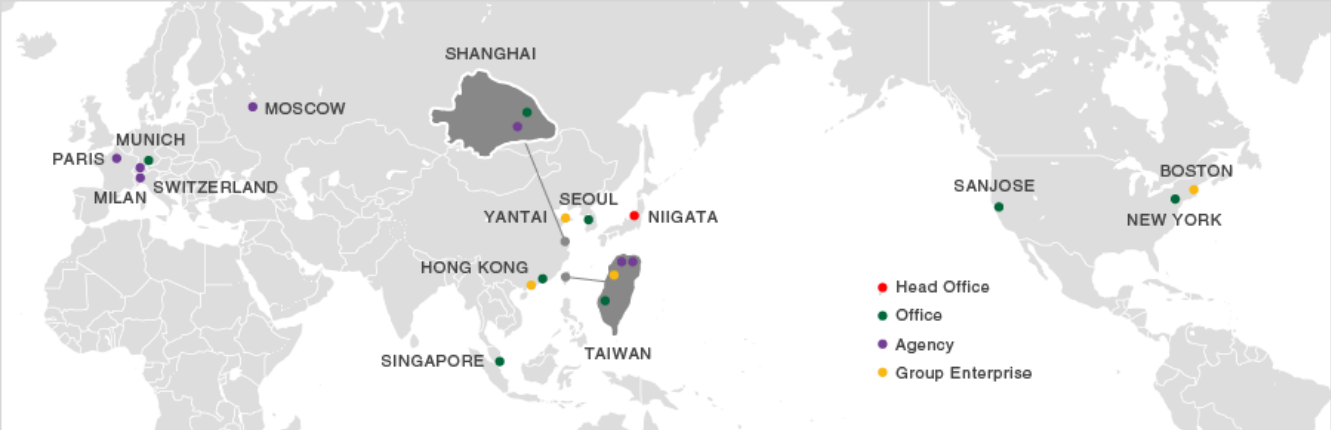 SHANGHAI
MOSCOW
MUNICH
PARIS
SWITZERLAND
MILAN
SEOUL
YANTAI
NIIGATA
HONG KONG
SINGAPORE
TAIWAN
SANJOSE
BOSTON
NEW YORK
Head Office
Office
Agency
Group Enterprise